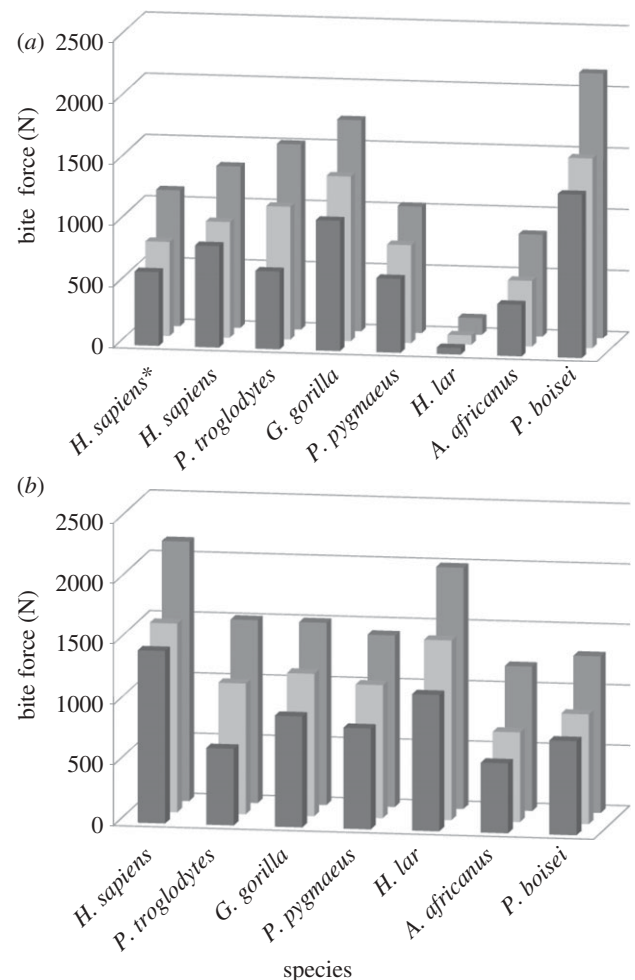 (a)
bite force (N)
2500
2000
1500
1000
500
0
H. sapiens*
H. sapiens
P. troglodytes
G. gorilla
P. pygmaeus
H. lar
A. africanus
P. boisei
(b)
bite force (N)
2500
2000
1500
1000
500
0
H. sapiens
P. troglodytes
G. gorilla
P. pygmaeus
H. lar
A. africanus
P. boisei
species